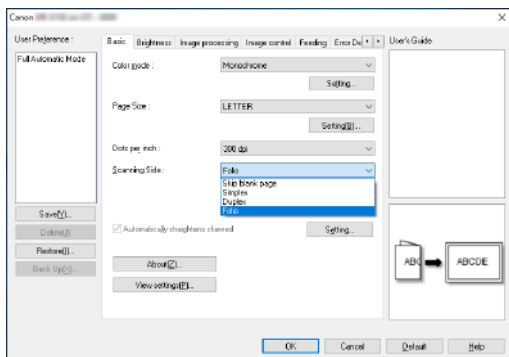 Canon
User Preference :
Full Automatic Mode
Save(V)...
Delete(J)
Restore(I)...
Back Up(X)...
Basic Brightness Image processing Image control Feeding Error De
Color mode : Monochrome
Setting...
Page Size : LETTER
Setting(B)...
Dots per inch : 300 dpi
Scanning Side : Folio
Skip blank page
Simplex
Duplex
Folio
Automatically straightens skewed
Setting...
About(Z)...
View settings(P)...
User's Guide
ABC
ABCDE
OK Cancel Default Help